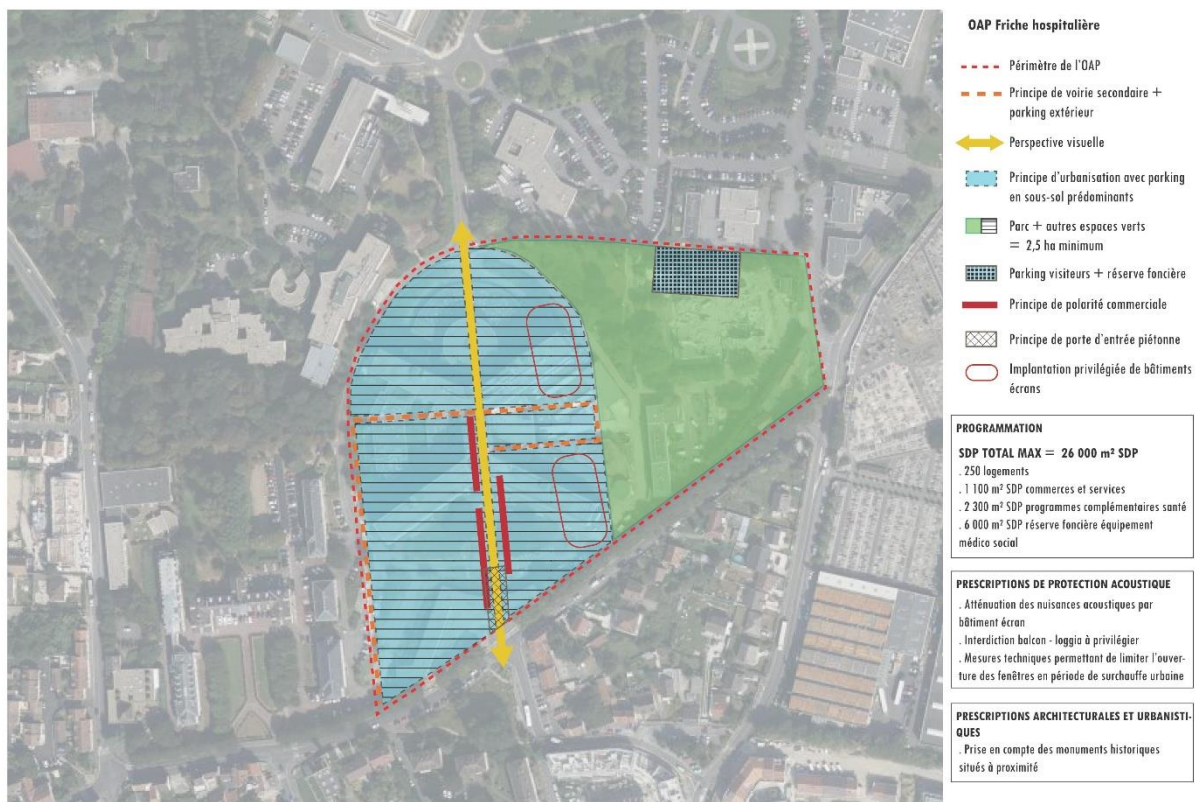 OAP Friche hospitalière
Périmètre de l'OAP
Principe de voirie secondaire +
parking extérieur
Perspective visuelle
Principe d'urbanisation avec parking
en sous-sol prédominants
Parc + autres espaces verts
= 2,5 ha minimum
Parking visiteurs + réserve foncière
Principe de polarité commerciale
Principe de porte d'entrée piétonne
Implantation privilégiée de bâtiments
écrans
PROGRAMMATION
SDP TOTAL MAX = 26 000 m² SDP
. 250 logements
. 1 100 m² SDP commerces et services
. 2 300 m² SDP programmes complémentaires santé
. 6 000 m² SDP réserve foncière équipement
médico social
PRESCRIPTIONS DE PROTECTION ACOUSTIQUE
. Atténuation des nuisances acoustiques par
bâtiment écran
. Interdiction balcon - loggia à privilégier
. Mesures techniques permettant de limiter l'ouver-
ture des fenêtres en période de surchauffe urbaine
PRESCRIPTIONS ARCHITECTURALES ET URBANISTI-
QUES
. Prise en compte des monuments historiques
situés à proximité